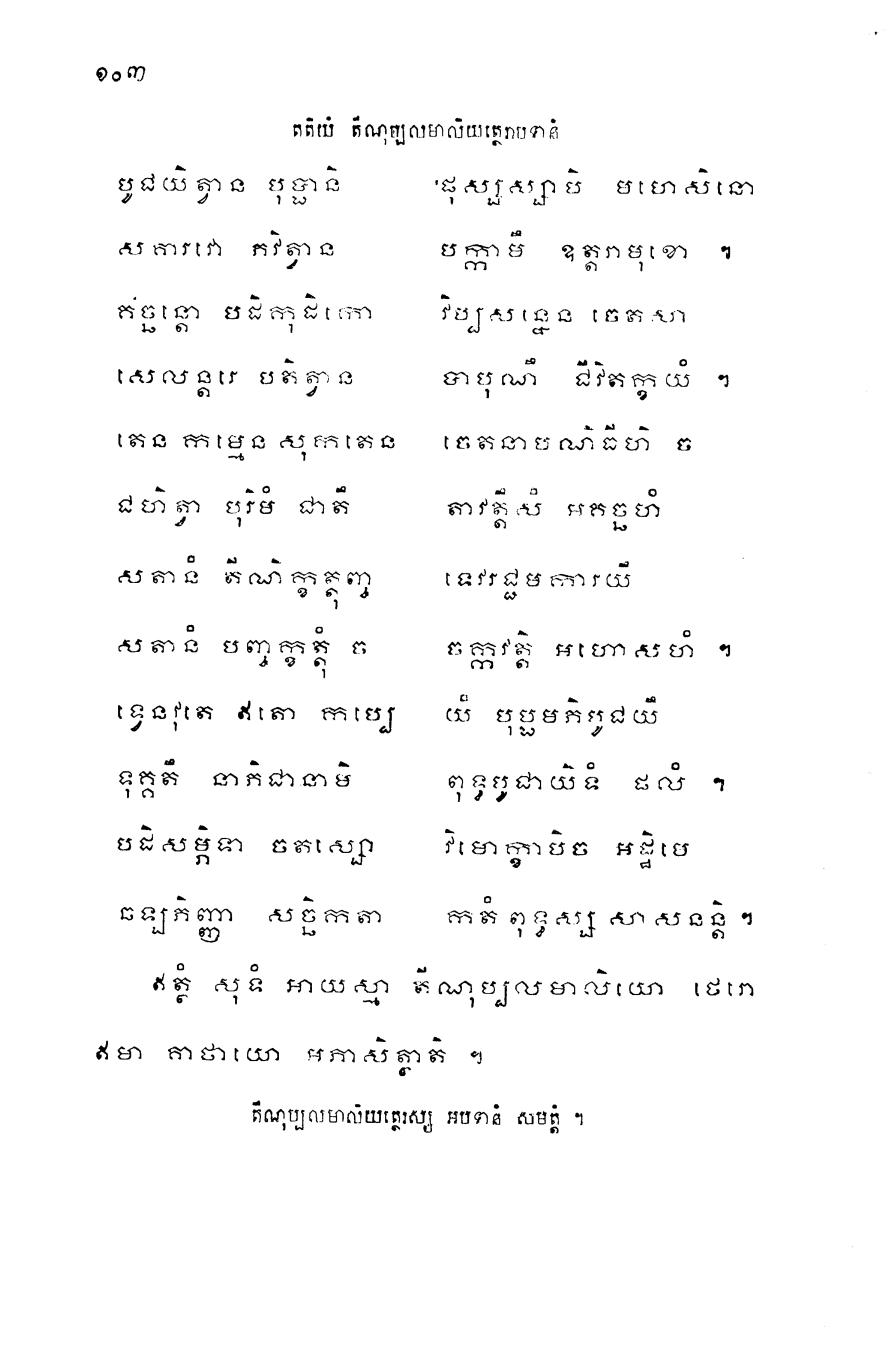 ១០៣
តតិយំ តីណុប្បលមាលិយត្ថេរាបទានំ
បូជយិត្វាន បុប្ផានិ ផុស្សស្សាបិ មហេសិនោ
សគារវោ ភវិត្វាន បក្កាមឹ ឧត្តរាមុខោ ។
គច្ឆន្តោ បដិកុដិកោ វិប្បសន្នេន ចេតសា
សេលន្តរេ បតិត្វាន បាបុណឹ ជីវិតក្ខយំ ។
តេន កម្មេន សុកតេន ចេតនាបណិធីហិ ច
ជហិត្វា បុរិមំ ជាតឹ តាវតឹ្តសំ អគច្ឆហំ
សតានំ តីណិក្ខត្តុញ្ច ទេវរជ្ជមការយឹ
សតានំ បញ្ចក្ខត្តុំ ច ចក្កវត្តិ អហោសហំ ។
ទ្វេនវុតេ ឥតោ កប្បេ យំ បុប្ផមភិបូជយឹ
ទុគ្គតឹ នាភិជានាមិ ពុទ្ធបូជាយិទំ ផលំ ។
បដិសម្ភិទា ចតស្សោ វិមោក្ខាបិច អដ្ឋិមេ
ឆឡភិញ្ញា សច្ឆិកតា កតំ ពុទ្ធស្ស សាសនន្តិ ។
ឥត្ថំ សុទំ អាយស្មា តីណុប្បលមាលិយោ ថេរោ
ឥមា គាថាយោ អភាសិត្ថាតិ ។
តីណុប្បលមាលិយត្ថេរស្ស អបទានំ សមត្តំ ។